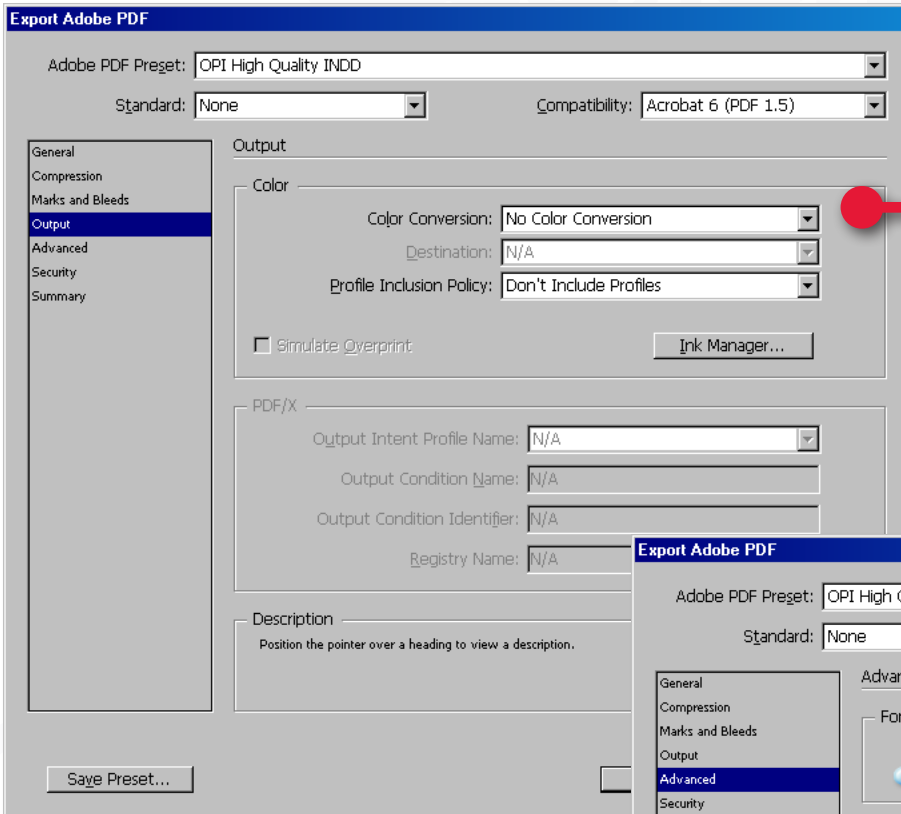 Export Adobe PDF
Adobe PDF Preset: OPI High Quality INDD
Standard: None Compatibility: Acrobat 6 (PDF 1.5)
General
Compression
Marks and Bleeds
Output
Advanced
Security
Summary
Output
Color
Color Conversion: No Color Conversion
Destination: N/A
Profile Inclusion Policy: Don't Include Profiles
Simulate Overprint Ink Manager...
PDF/X
Output Intent Profile Name: N/A
Output Condition Name: N/A
Output Condition Identifier: N/A
Registry Name: N/A
Description
Position the pointer over a heading to view a description.
Save Preset...
Export Adobe PDF
Adobe PDF Preset: OPI High
Standard: None
General
Compression
Marks and Bleeds
Output
Advanced
Security